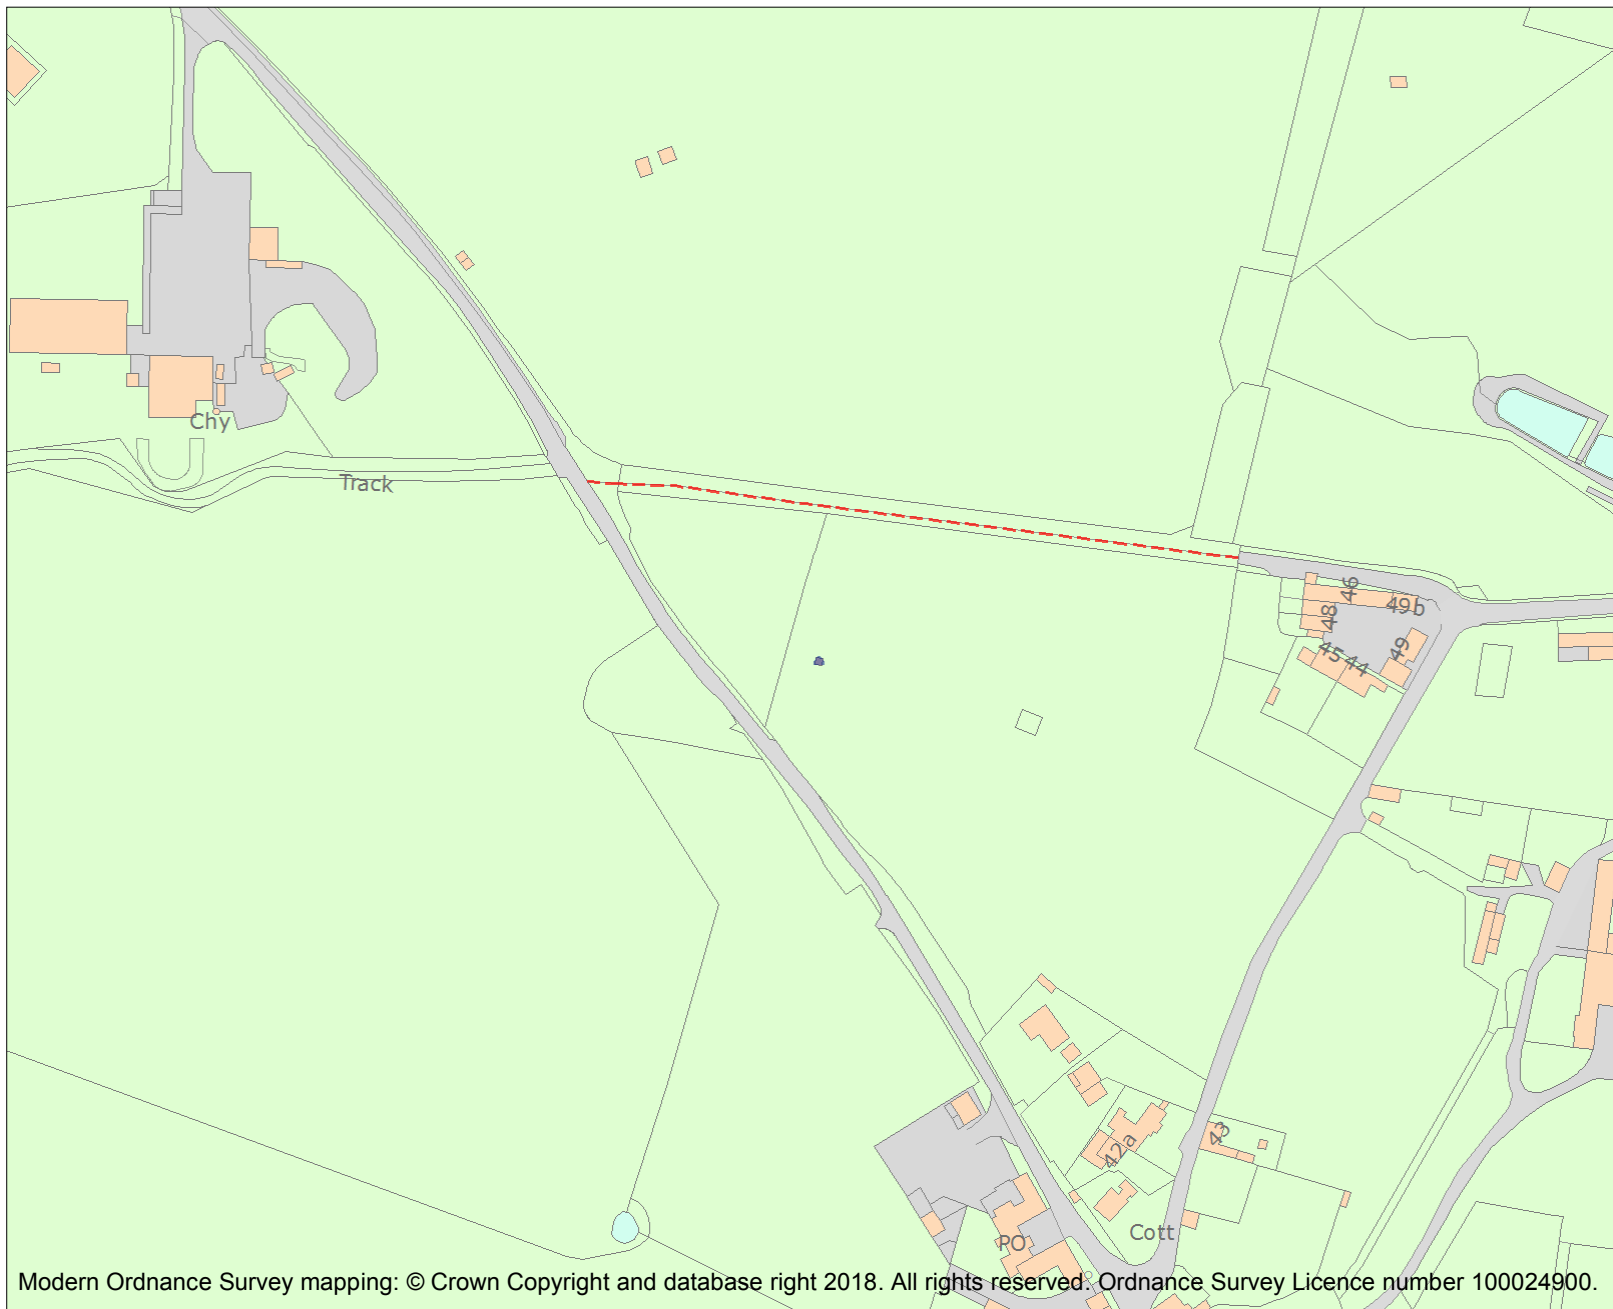 Chy
Track
46
49b
48
49
45
44
43
42a
Cott
PO
Modern Ordnance Survey mapping: © Crown Copyright and database right 2018. All rights reserved. Ordnance Survey Licence number 100024900.